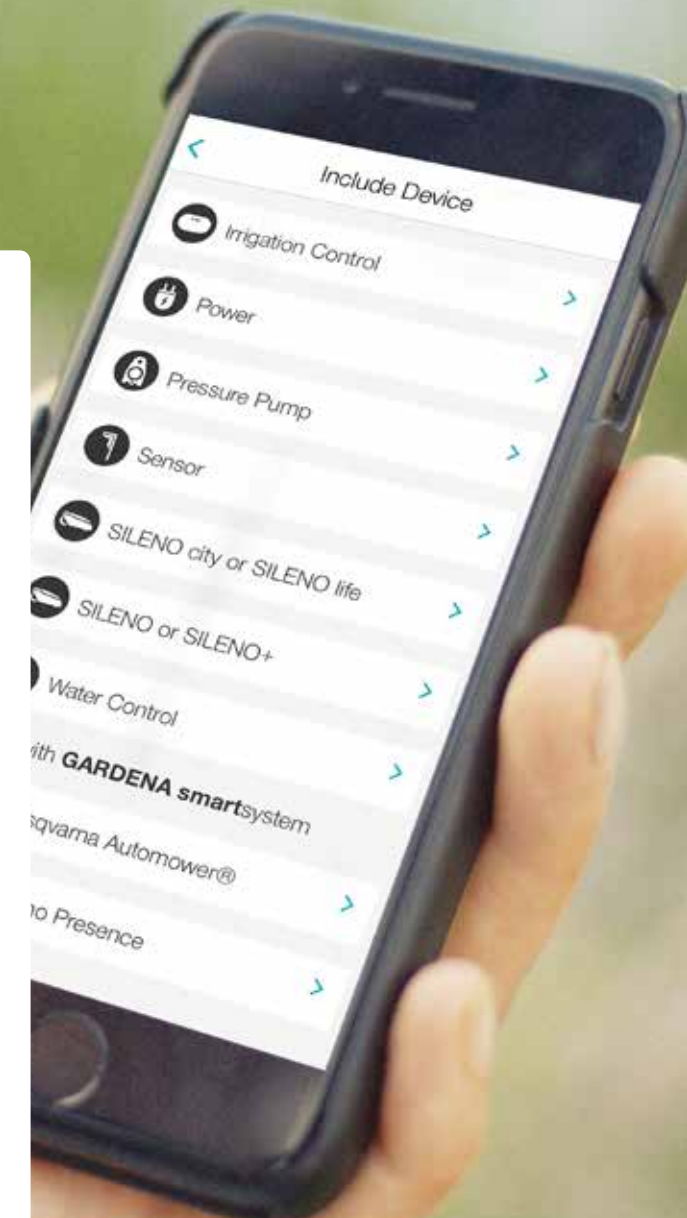 Include Device
Irrigation Control
Power
Pressure Pump
Sensor
SILENO city or SILENO life
SILENO or SILENO+
Water Control
GARDENA smartsystem
Automower®
Presence